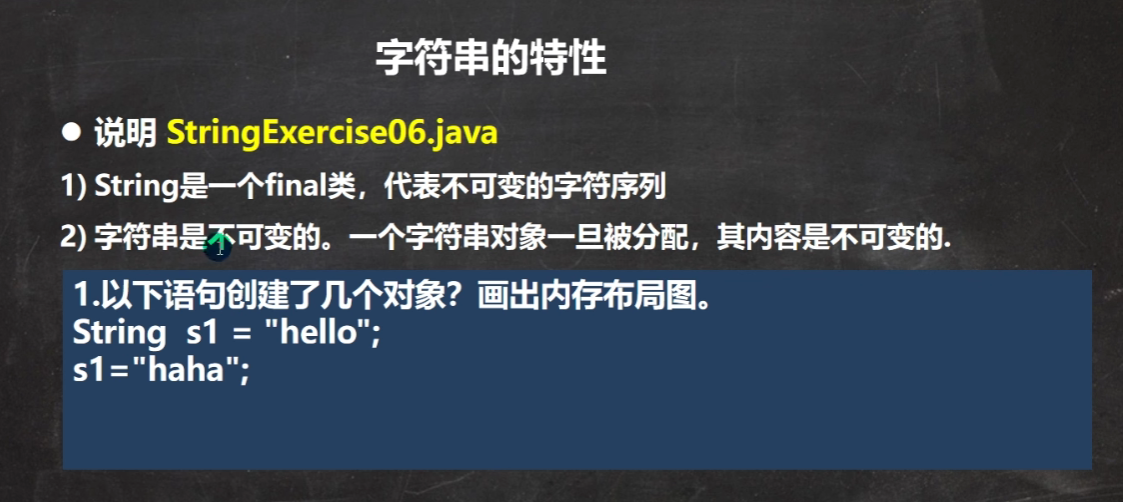 字符串的特性
● 说明 StringExercise06.java
1) String是一个final类，代表不可变的字符序列
2) 字符串是不可变的。一个字符串对象一旦被分配，其内容是不可变的.
1.以下语句创建了几个对象？画出内存布局图。
String s1 = "hello";
s1="haha";